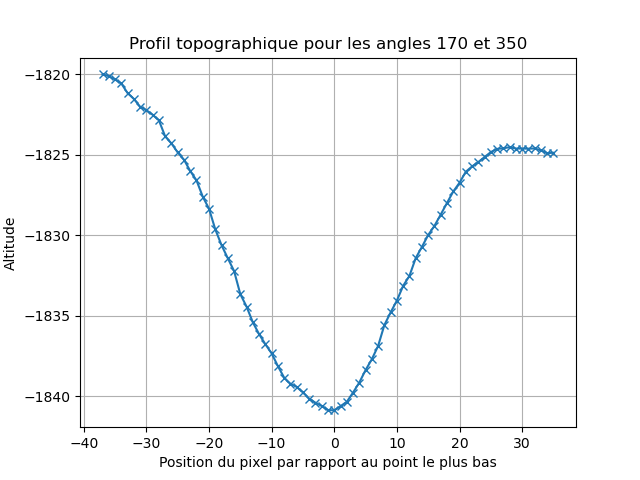 Profil topographique pour les angles 170 et 350
Altitude
−1820
−1825
−1830
−1835
−1840
−40 −30 −20 −10 0 10 20 30
Position du pixel par rapport au point le plus bas